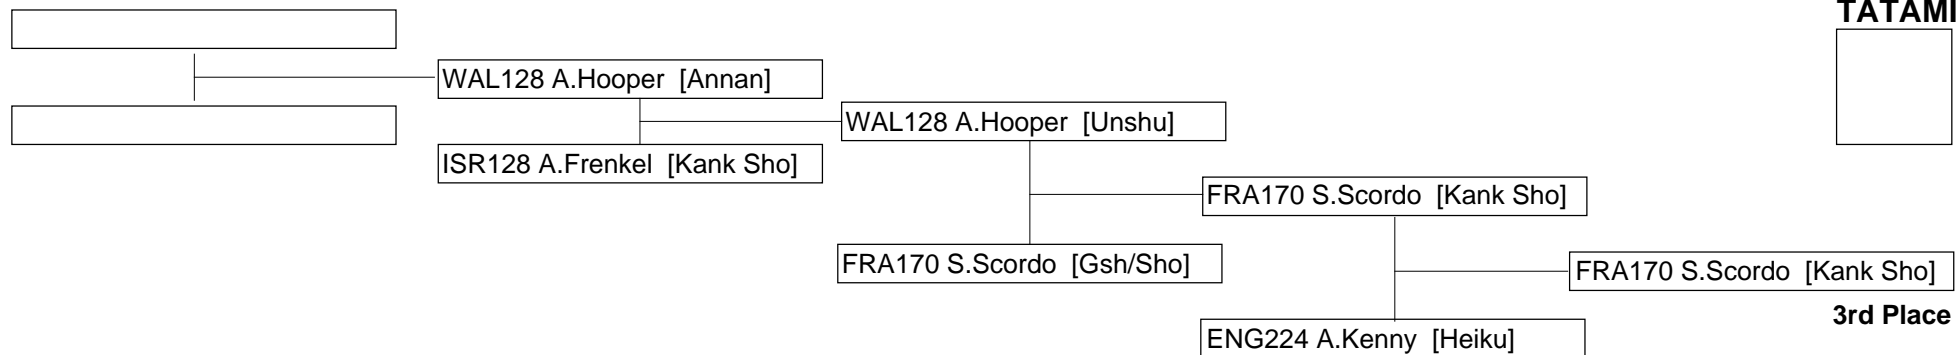 TATAMI
WAL128 A.Hooper [Annan]
WAL128 A.Hooper [Unshu]
ISR128 A.Frenkel [Kank Sho]
FRA170 S.Scordo [Kank Sho]
FRA170 S.Scordo [Gsh/Sho]
FRA170 S.Scordo [Kank Sho]
3rd Place
ENG224 A.Kenny [Heiku]